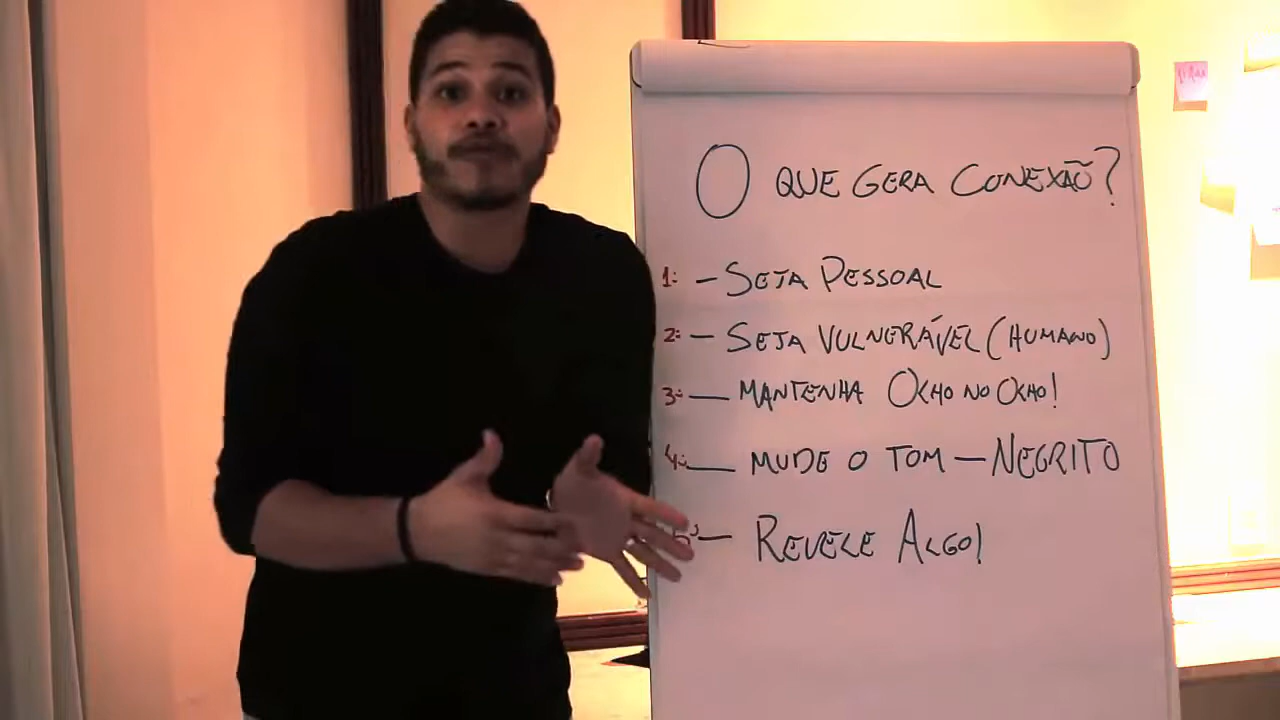 O QUE GERA CONEXÃO?
1: - SEJA PESSOAL
2: - SEJA VULNERÁVEL (HUMANO)
3: - MANTENHA OLHO NO OLHO!
4: - MUDE O TOM - NEGRITO
- REVELE ALGO!